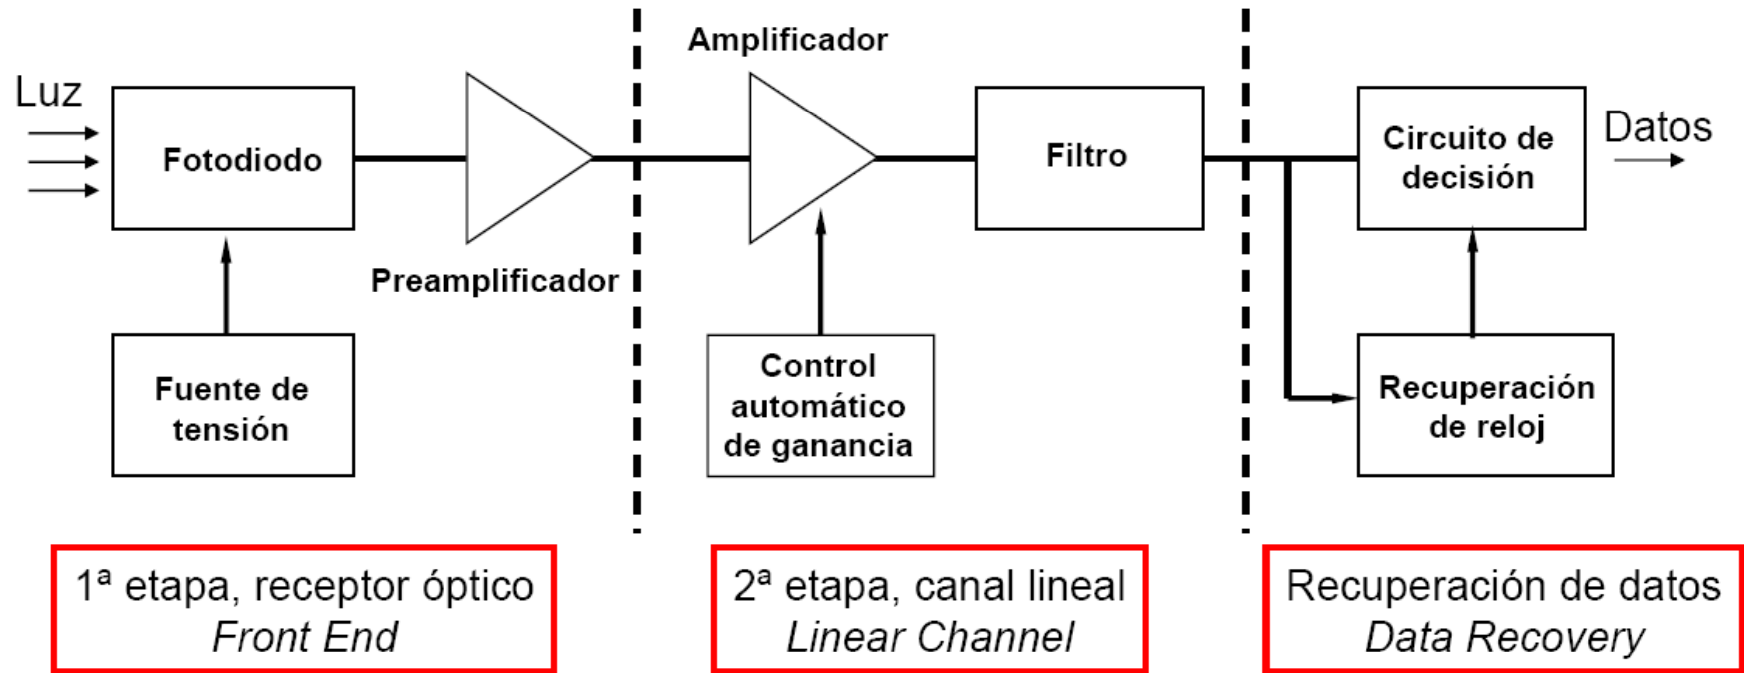 Luz
Fotodiodo
Fuente de
tensión
Preamplificador
Amplificador
Control
automático
de ganancia
Filtro
Circuito de
decisión
Datos
Recuperación
de reloj
1ª etapa, receptor óptico
Front End
2ª etapa, canal lineal
Linear Channel
Recuperación de datos
Data Recovery